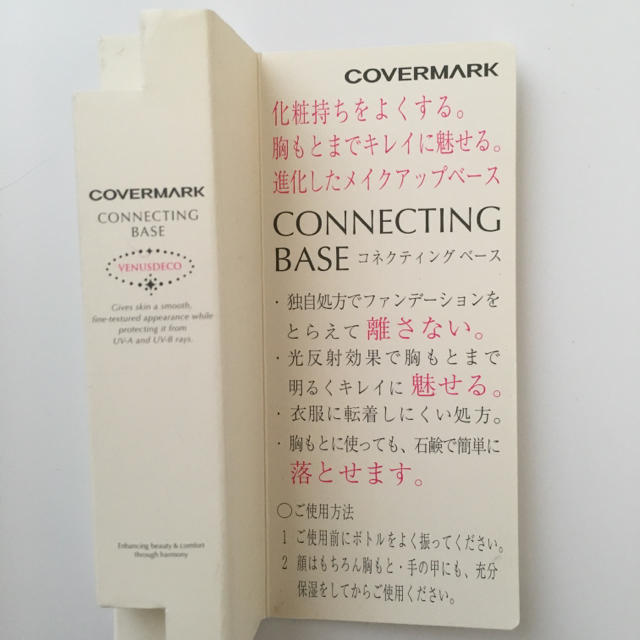 COVERMARK
CONNECTING
BASE
VENUSDECO
Gives skin a smooth,
fine-textured appearance while
protecting it from
UV-A and UV-B rays.
Enhancing beauty & comfort
through harmony
COVERMARK
化粧持ちをよくする。
胸もとまでキレイに魅せる。
進化したメイクアップベース
CONNECTING
BASE コネクティング ベース
・独自処方でファンデーションを
とらえて離さない。
・光反射効果で胸もとまで
明るくキレイに魅せる。
・衣服に転着しにくい処方。
・胸もとに使っても、石鹸で簡単に
落とせます。
○ご使用方法
1 ご使用前にボトルをよく振ってください。
2 顔はもちろん胸もと・手の甲にも、充分
保湿をしてからご使用ください。